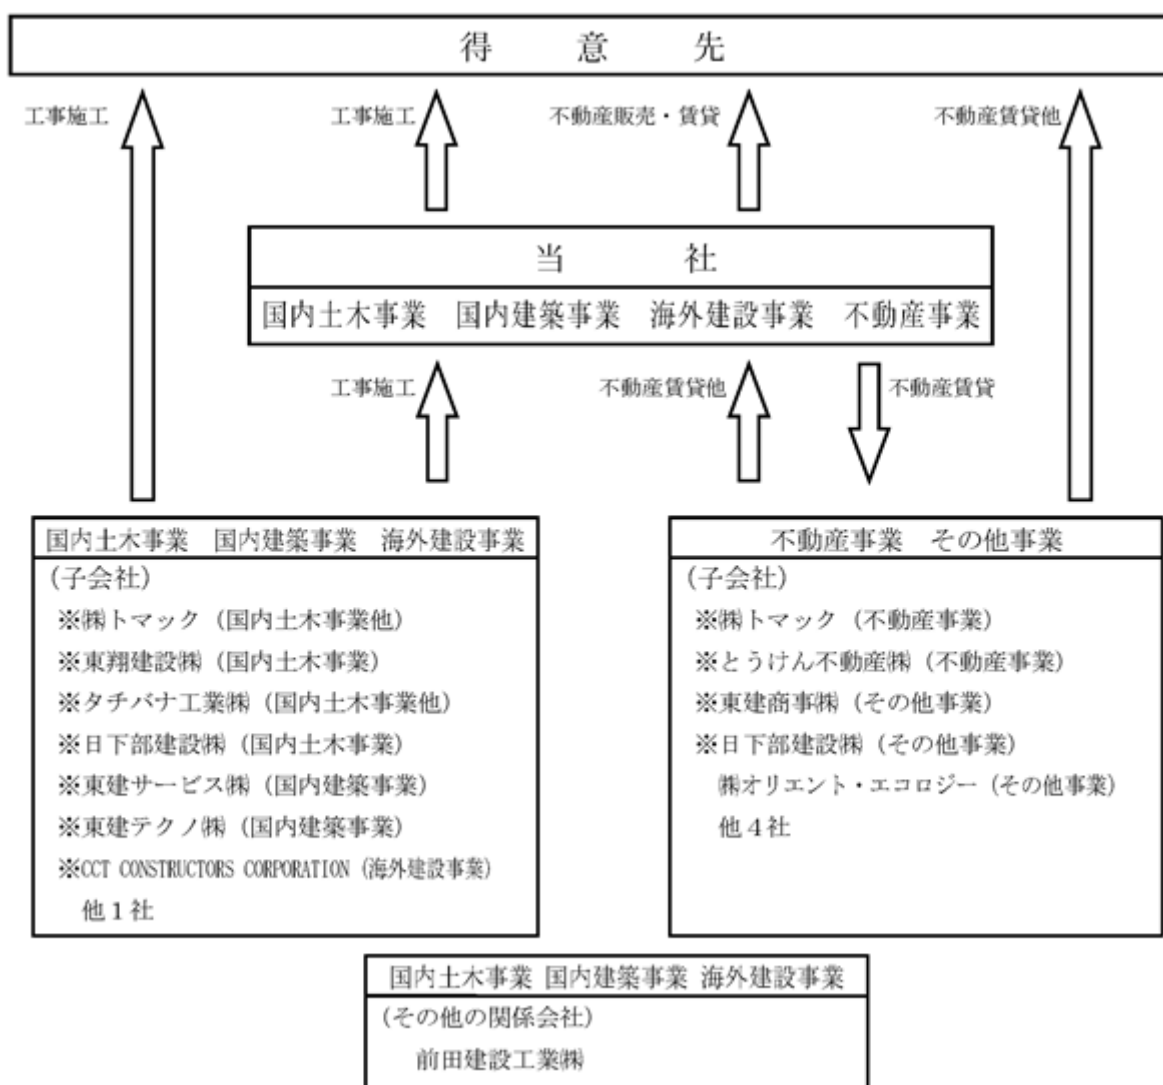 得意先
工事施工 工事施工 不動産販売・賃貸 不動産賃貸他
当社
国内土木事業 国内建築事業 海外建設事業 不動産事業
工事施工 不動産賃貸他 不動産賃貸
国内土木事業 国内建築事業 海外建設事業
(子会社)
※㈱トマック(国内土木事業他)
※東翔建設㈱(国内土木事業)
※タチバナ工業㈱(国内土木事業他)
※日下部建設㈱(国内土木事業)
※東建サービス㈱(国内建築事業)
※東建テクノ㈱(国内建築事業)
※CCT CONSTRUCTORS CORPORATION(海外建設事業)
他1社
不動産事業 その他事業
(子会社)
※㈱トマック(不動産事業)
※とうけん不動産㈱(不動産事業)
※東建商事㈱(その他事業)
※日下部建設㈱(その他事業)
㈱オリエント・エコロジー(その他事業)
他4社
国内土木事業 国内建築事業 海外建設事業
(その他の関係会社)
前田建設工業㈱